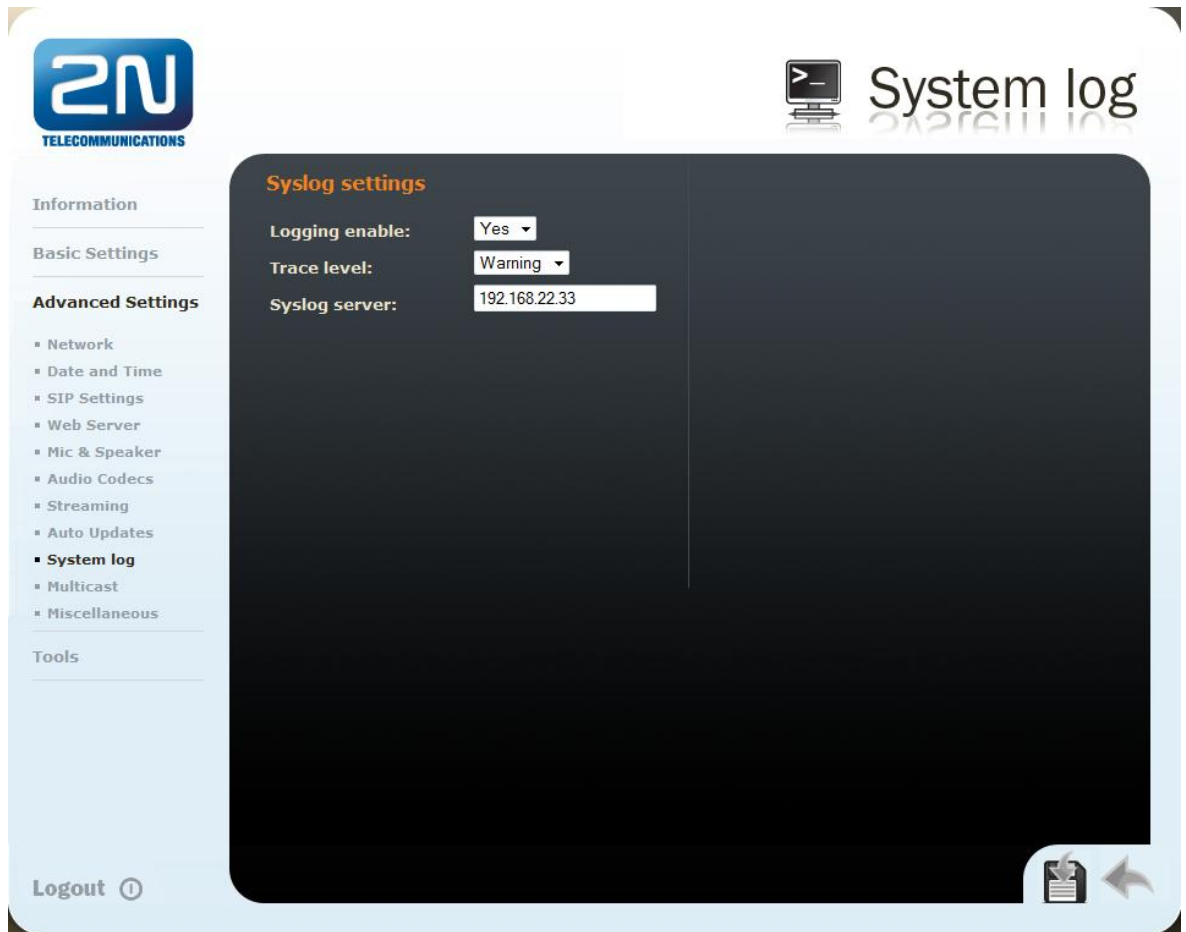 2N
TELECOMMUNICATIONS
>_
System log
Information
Basic Settings
Advanced Settings
Network
Date and Time
SIP Settings
Web Server
Mic & Speaker
Audio Codecs
Streaming
Auto Updates
System log
Multicast
Miscellaneous
Tools
Logout
Syslog settings
Logging enable: Yes
Trace level: Warning
Syslog server: 192.168.22.33